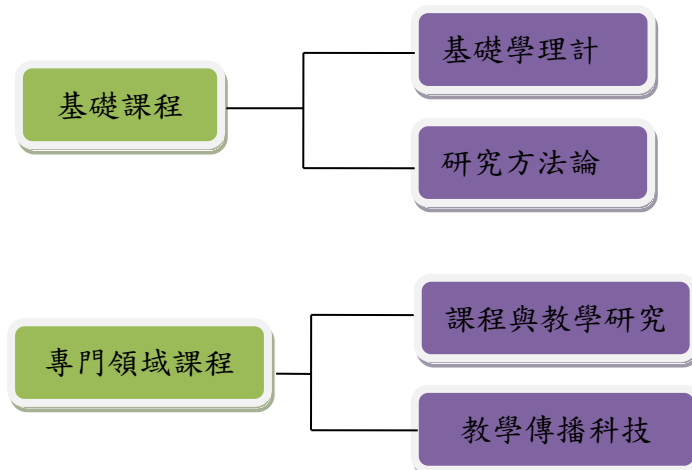 基礎課程
基礎學理計
研究方法論
專門領域課程
課程與教學研究
教學傳播科技